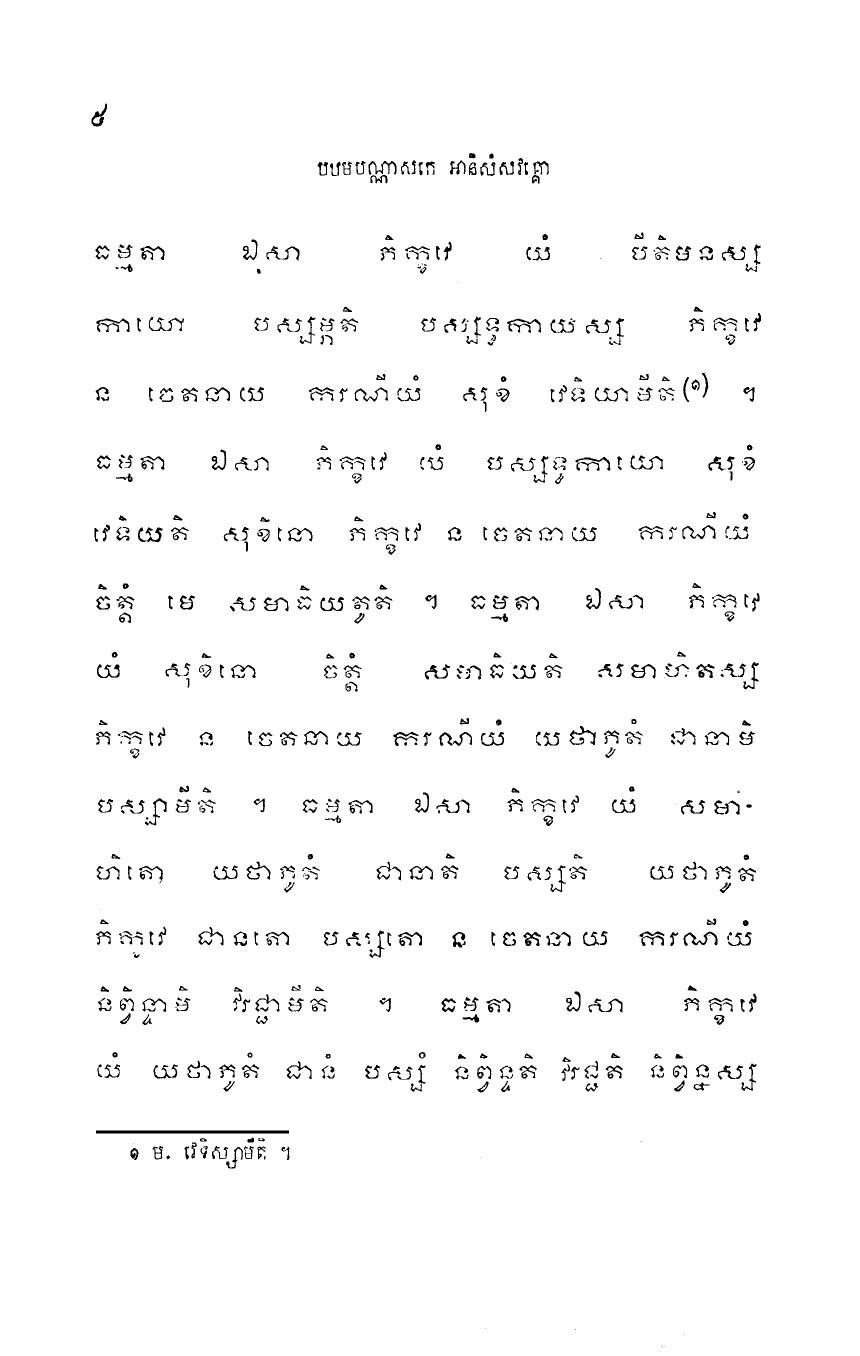 ៥
បឋមបណ្ណាសកេ អានិសំសវគ្គោ
ធម្មតា ឯសា ភិក្ខវេ យំ បីតិមនស្ស
កាយោ បស្សម្ភតិ បស្សទ្ធកាយស្ស ភិក្ខវេ
ន ចេតនាយ ករណីយំ សុខំ វេទិយាមីតិ(១) ។
ធម្មតា ឯសា ភិក្ខវេ យំ បស្សទ្ធកាយោ សុខំ
វេទិយតិ សុខិនោ ភិក្ខវេ ន ចេតនាយ ករណីយំ
ចិត្តំ មេ សមាធិយតូតិ ។ ធម្មតា ឯសា ភិក្ខវេ
យំ សុខិនោ ចិត្តំ សមាធិយតិ សមាហិតស្ស
ភិក្ខវេ ន ចេតនាយ ករណីយំ យថាភូតំ ជានាមិ
បស្សាមីតិ ។ ធម្មតា ឯសា ភិក្ខវេ យំ សមា-
ហិតោ យថាភូតំ ជានាតិ បស្សតិ យថាភូតំ
ភិក្ខវេ ជានតោ បស្សតោ ន ចេតនាយ ករណីយំ
និព្វិន្ទាមិ វិរជ្ជាមីតិ ។ ធម្មតា ឯសា ភិក្ខវេ
យំ យថាភូតំ ជានំ បស្សំ និព្វិន្ទតិ វិរជ្ជតិ និព្វិន្នស្ស
១ ម. វេទិស្សាមីតិ ។